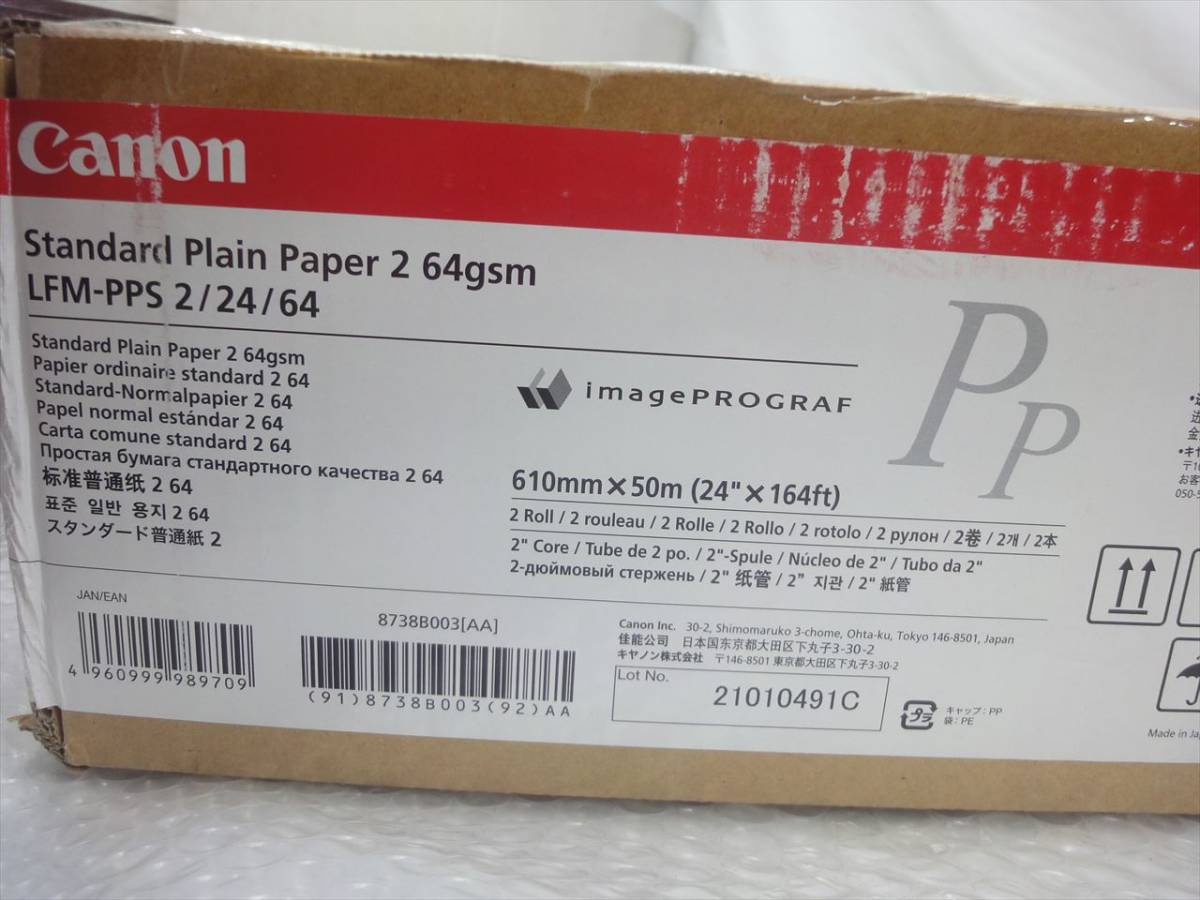 Canon
Standard Plain Paper 2 64gsm
LFM-PPS 2/24/64
Standard Plain Paper 2 64gsm
Papier ordinaire standard 2 64
Standard-Normalpapier 2 64
Papel normal estándar 2 64
Carta comune standard 2 64
Простая бумага стандартного качества 2 64
标准普通纸 2 64
표준 일반 용지 2 64
スタンダード普通紙 2
imagePROGRAF
PP
610mm×50m (24"×164ft)
2 Roll / 2 rouleau / 2 Rolle / 2 Rollo / 2 rotolo / 2 рулон / 2卷 / 2개 / 2本
2" Core / Tube de 2 po. / 2"-Spule / Núcleo de 2" / Tubo da 2"
2-дюймовый стержень / 2" 纸管 / 2" 지관 / 2" 紙管
JAN/EAN
4 960999 989709
8738B003[AA]
(91)8738B003(92)AA
Canon Inc. 30-2, Shimomaruko 3-chome, Ohta-ku, Tokyo 146-8501, Japan
佳能公司 日本国东京都大田区下丸子3-30-2
キヤノン株式会社 〒146-8501 東京都大田区下丸子3-30-2
Lot No.
21010491C
プラ
キャップ：PP
袋：PE
お客
050-5
Made in Ja